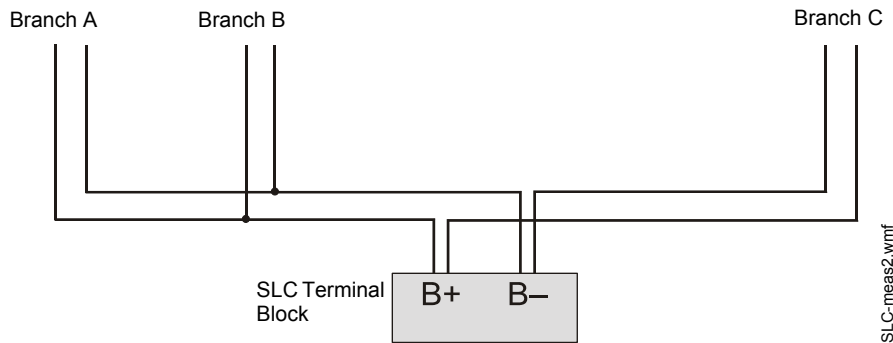 Branch A
Branch B
Branch C
SLC Terminal
Block
B+
B–
SLC-meas2.wmf